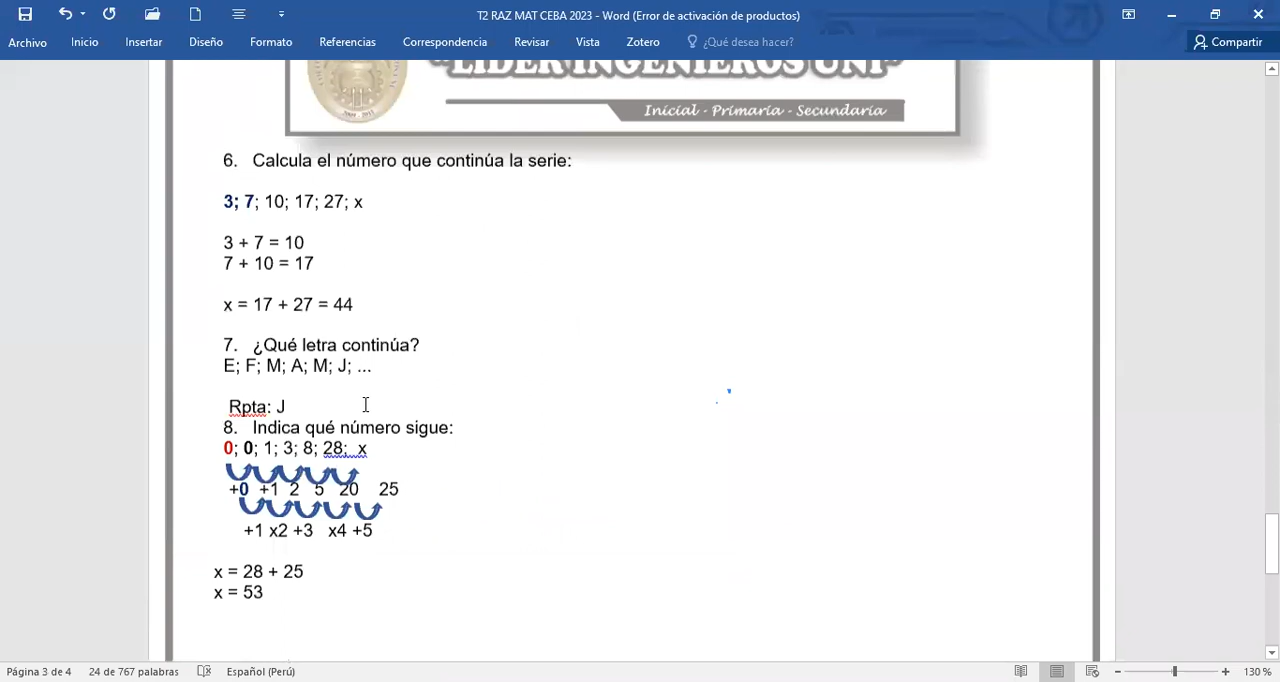 T2 RAZ MAT CEBA 2023 - Word (Error de activación de productos)
Archivo Inicio Insertar Diseño Formato Referencias Correspondencia Revisar Vista Zotero ¿Qué desea hacer? Compartir
"LIDER INGENIEROS UNI"
Inicial - Primaria - Secundaria
6. Calcula el número que continúa la serie:
3; 7; 10; 17; 27; x
3 + 7 = 10
7 + 10 = 17
x = 17 + 27 = 44
7. ¿Qué letra continúa?
E; F; M; A; M; J; ...
Rpta: J
8. Indica qué número sigue:
0; 0; 1; 3; 8; 28; x
+0 +1 2 5 20 25
+1 x2 +3 x4 +5
x = 28 + 25
x = 53
Página 3 de 4 24 de 767 palabras Español (Perú) 130 %